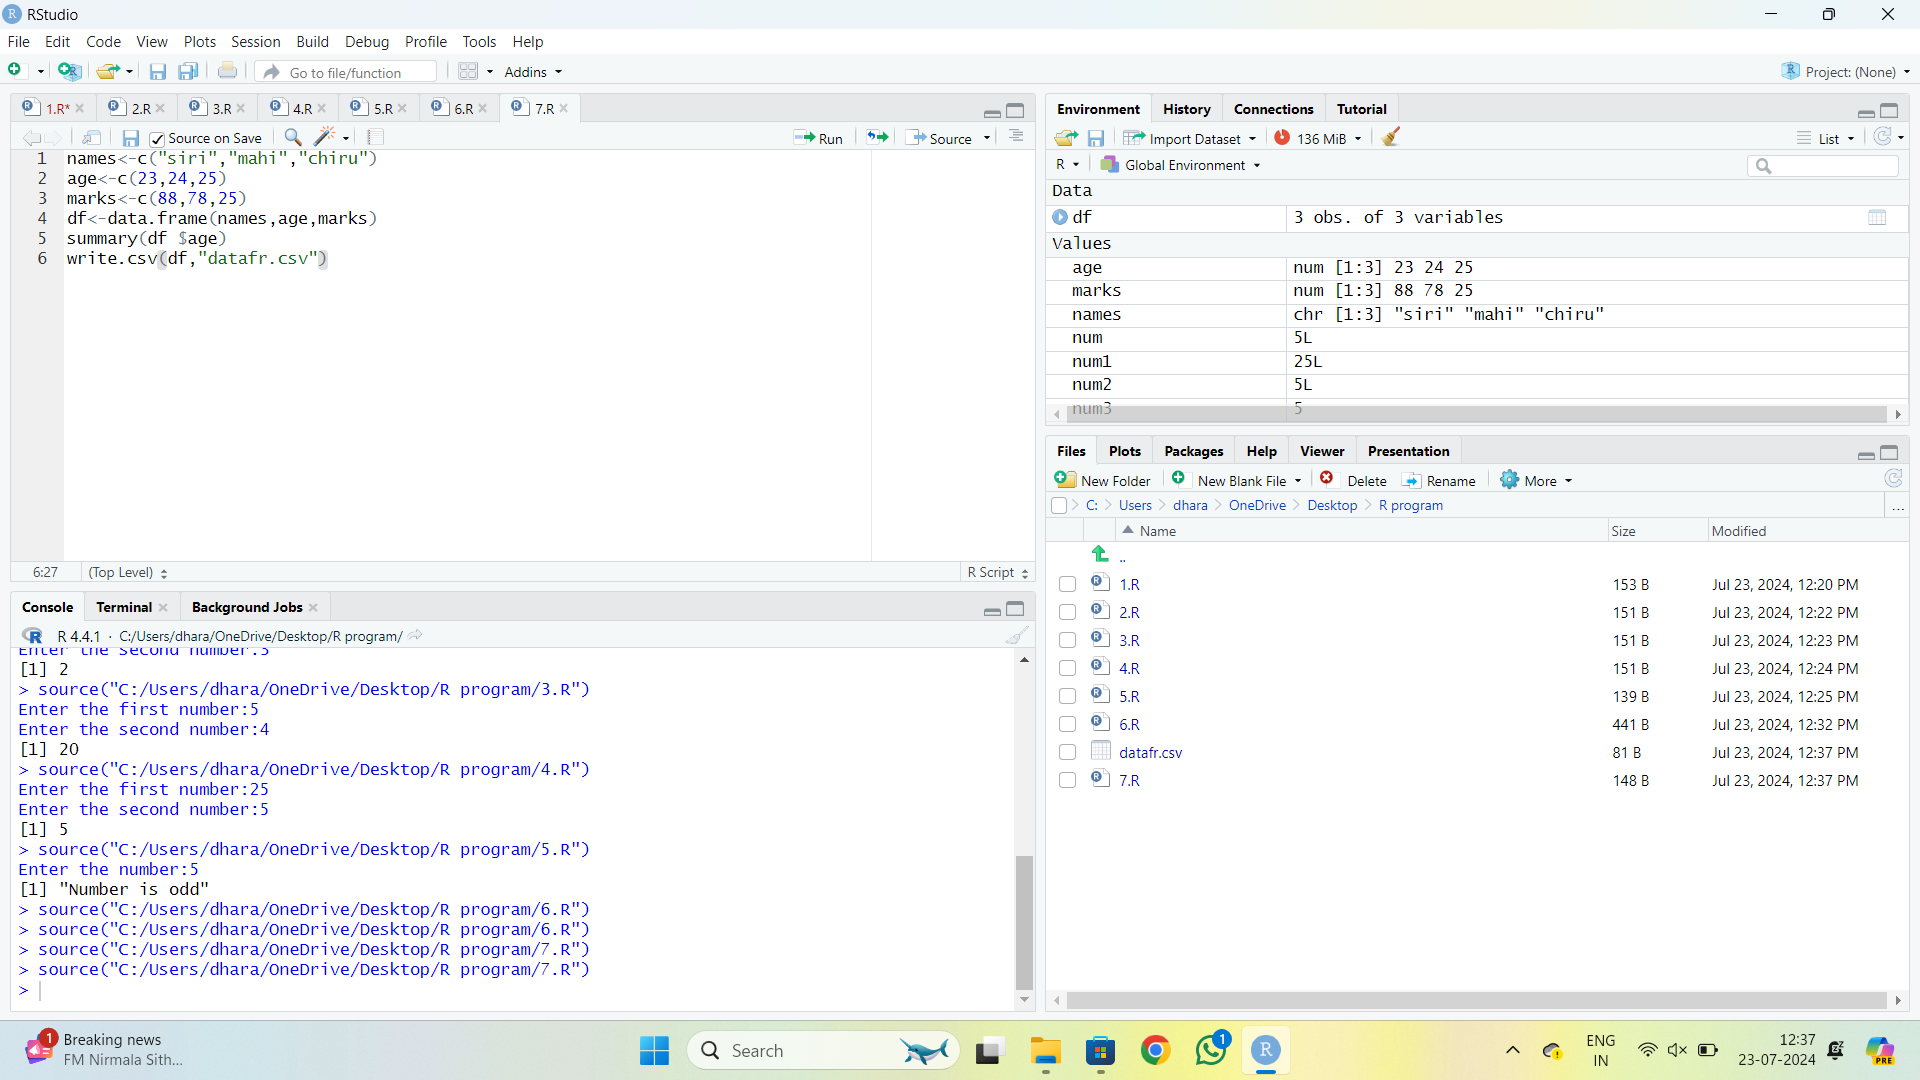 RStudio
File Edit Code View Plots Session Build Debug Profile Tools Help
Go to file/function Addins Project: (None)
1.R* 2.R 3.R 4.R 5.R 6.R 7.R
Source on Save Run Source
1 names<-c("siri","mahi","chiru")
2 age<-c(23,24,25)
3 marks<-c(88,78,25)
4 df<-data.frame(names,age,marks)
5 summary(df $age)
6 write.csv(df,"datafr.csv")
6:27 (Top Level) R Script
Console Terminal Background Jobs
R 4.4.1 · C:/Users/dhara/OneDrive/Desktop/R program/
Enter the second number:3
[1] 2
> source("C:/Users/dhara/OneDrive/Desktop/R program/3.R")
Enter the first number:5
Enter the second number:4
[1] 20
> source("C:/Users/dhara/OneDrive/Desktop/R program/4.R")
Enter the first number:25
Enter the second number:5
[1] 5
> source("C:/Users/dhara/OneDrive/Desktop/R program/5.R")
Enter the number:5
[1] "Number is odd"
> source("C:/Users/dhara/OneDrive/Desktop/R program/6.R")
> source("C:/Users/dhara/OneDrive/Desktop/R program/6.R")
> source("C:/Users/dhara/OneDrive/Desktop/R program/7.R")
> source("C:/Users/dhara/OneDrive/Desktop/R program/7.R")
>
Environment History Connections Tutorial
Import Dataset 136 MiB List
R Global Environment
Data
df 3 obs. of 3 variables
Values
age num [1:3] 23 24 25
marks num [1:3] 88 78 25
names chr [1:3] "siri" "mahi" "chiru"
num 5L
num1 25L
num2 5L
num3 5
Files Plots Packages Help Viewer Presentation
New Folder New Blank File Delete Rename More
C: Users dhara OneDrive Desktop R program ...
Name Size Modified
..
1.R 153 B Jul 23, 2024, 12:20 PM
2.R 151 B Jul 23, 2024, 12:22 PM
3.R 151 B Jul 23, 2024, 12:23 PM
4.R 151 B Jul 23, 2024, 12:24 PM
5.R 139 B Jul 23, 2024, 12:25 PM
6.R 441 B Jul 23, 2024, 12:32 PM
datafr.csv 81 B Jul 23, 2024, 12:37 PM
7.R 148 B Jul 23, 2024, 12:37 PM
1 Breaking news
FM Nirmala Sith...
Search
1
R
ENG
IN
12:37
23-07-2024
PRE